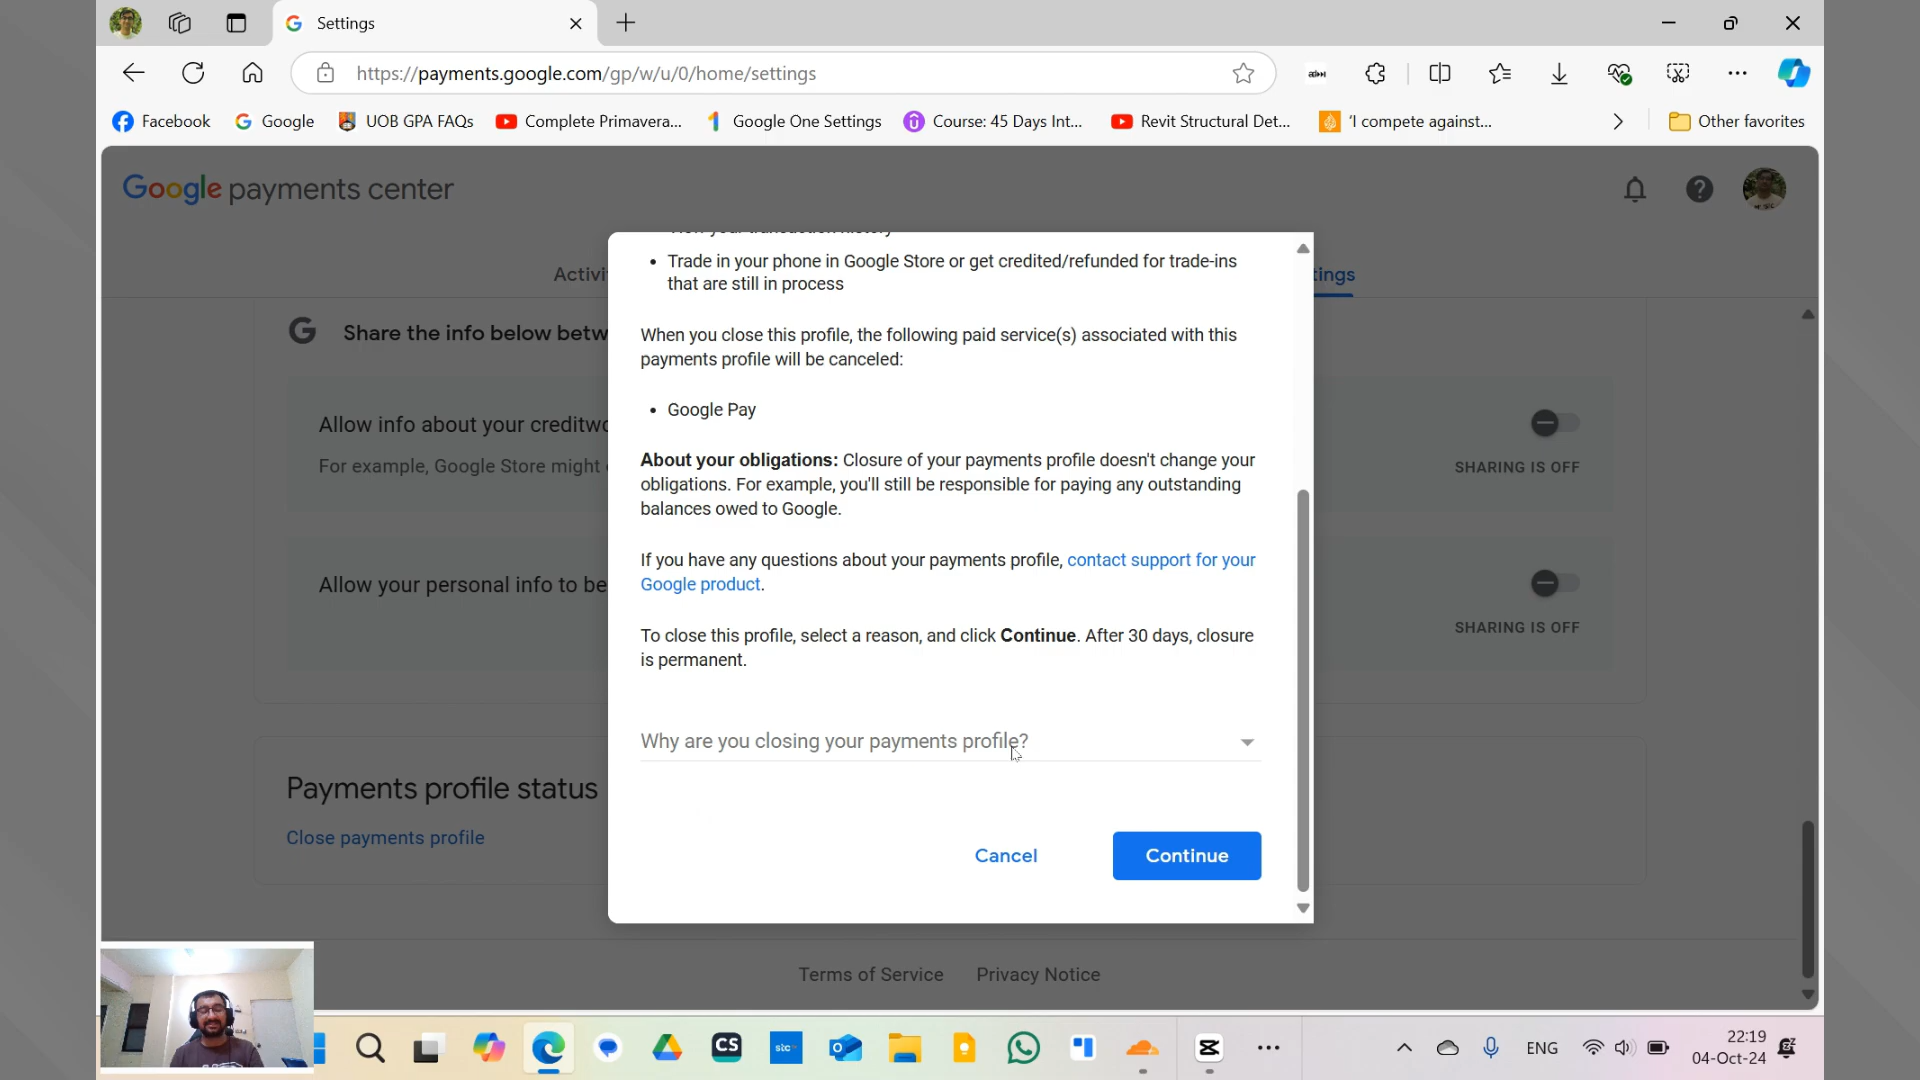 Settings
https://payments.google.com/gp/w/u/0/home/settings
Facebook
Google
UOB GPA FAQs
Complete Primavera...
Google One Settings
Course: 45 Days Int...
Revit Structural Det...
'I compete against...
Other favorites
Google payments center
Activi
tings
Trade in your phone in Google Store or get credited/refunded for trade-ins
that are still in process
Share the info below betw
When you close this profile, the following paid service(s) associated with this
payments profile will be canceled:
Google Pay
Allow info about your creditwo
For example, Google Store might
SHARING IS OFF
About your obligations: Closure of your payments profile doesn't change your
obligations. For example, you'll still be responsible for paying any outstanding
balances owed to Google.
If you have any questions about your payments profile, contact support for your
Google product.
Allow your personal info to be
SHARING IS OFF
To close this profile, select a reason, and click Continue. After 30 days, closure
is permanent.
Why are you closing your payments profile?
Payments profile status
Close payments profile
Cancel
Continue
Terms of Service
Privacy Notice
CS
stc
ENG
22:19
04-Oct-24